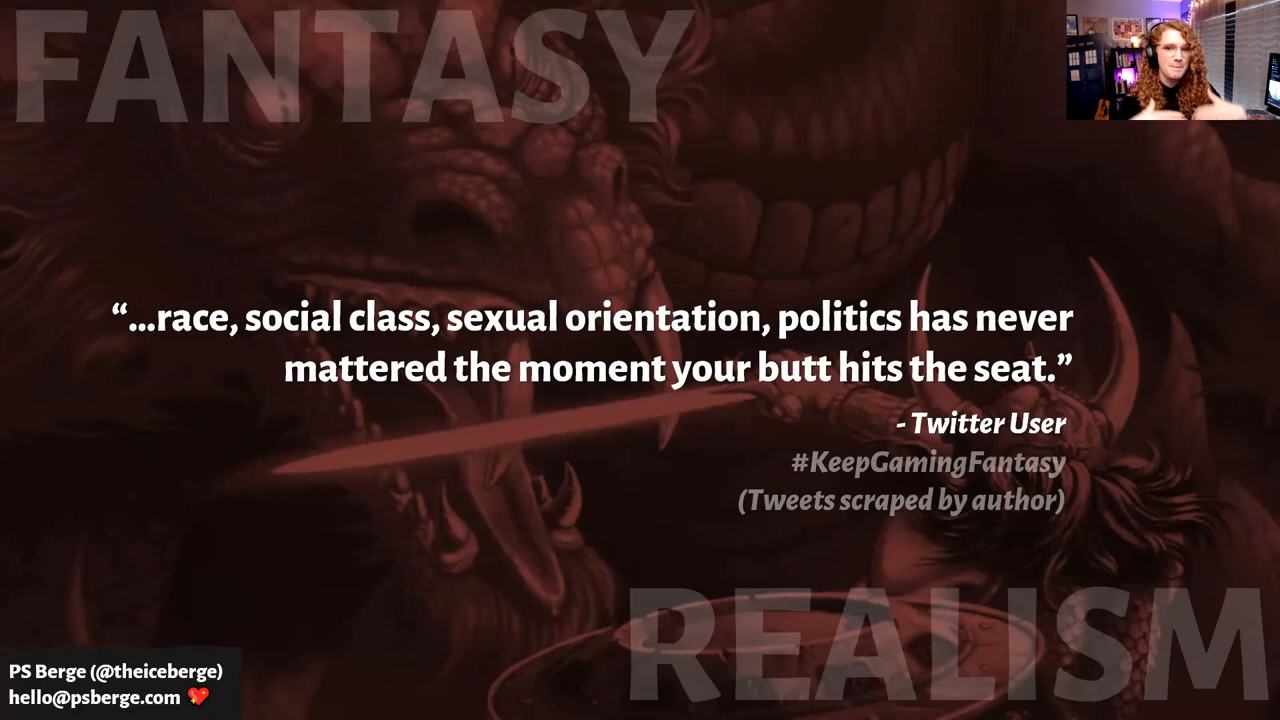 FANTASY
“...race, social class, sexual orientation, politics has never
mattered the moment your butt hits the seat.”
- Twitter User
#KeepGamingFantasy
(Tweets scraped by author)
REALISM
PS Berge (@theiceberge)
hello@psberge.com 💖